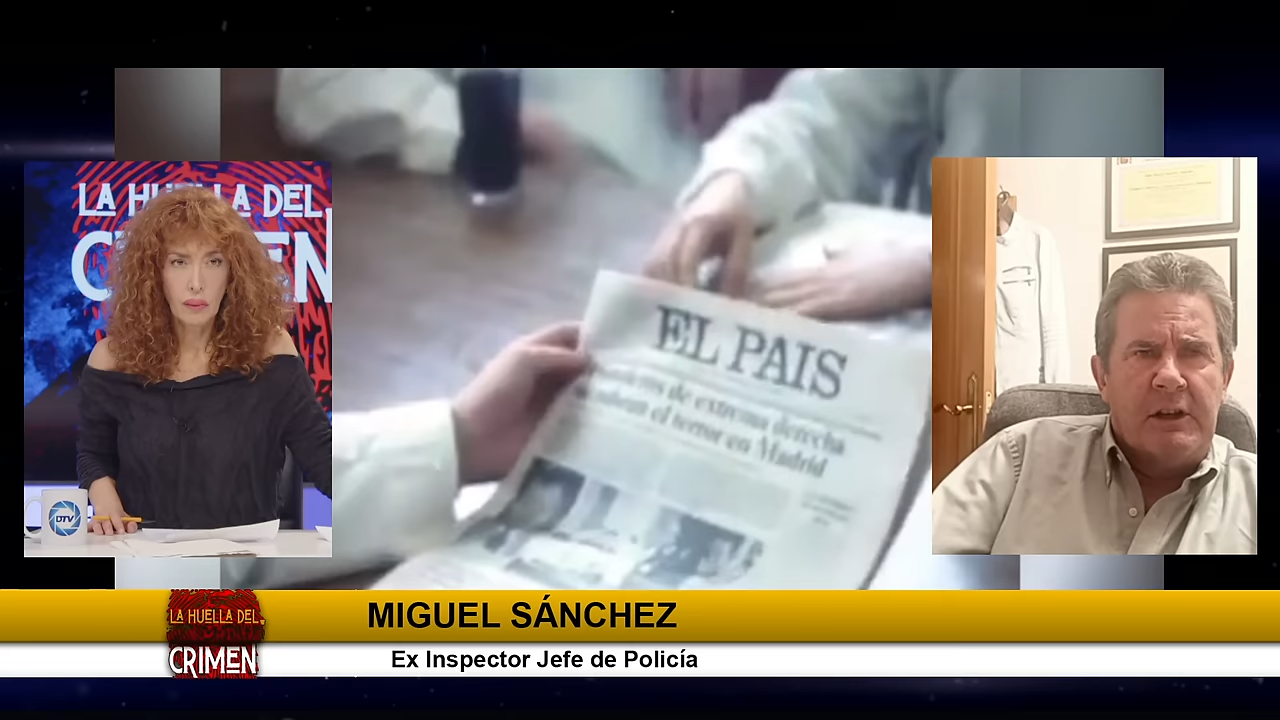 LA HUELLA DEL
CRIMEN
DTV
EL PAIS
de extrema derecha
el terror en Madrid
MIGUEL SÁNCHEZ
Ex Inspector Jefe de Policía
LA HUELLA DEL
CRIMEN